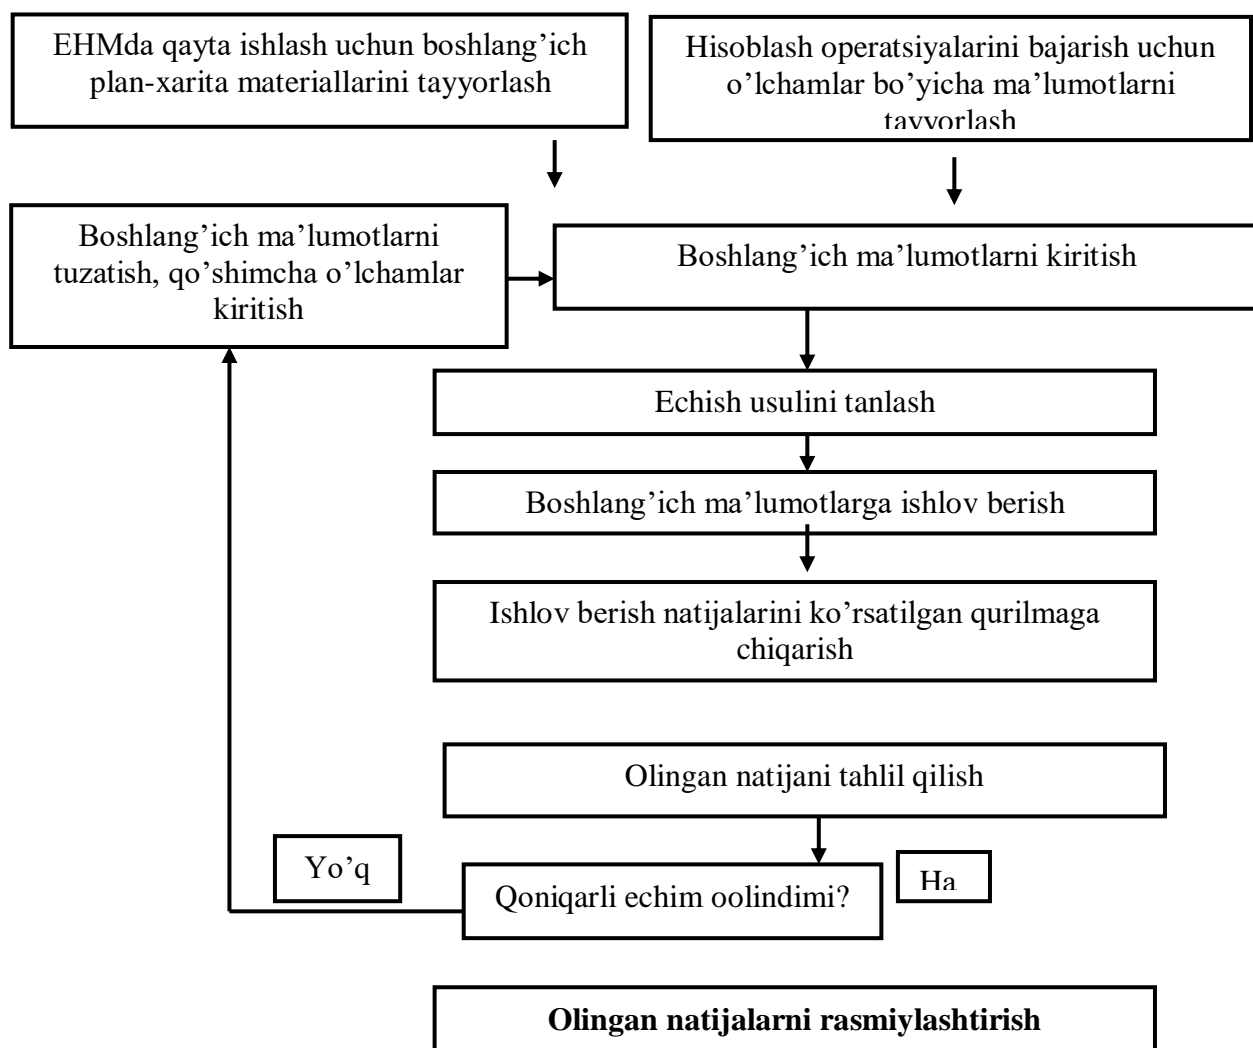 EHMda qayta ishlash uchun boshlang’ich
plan-xarita materiallarini tayyorlash
Hisoblash operatsiyalarini bajarish uchun
o’lchamlar bo’yicha ma’lumotlarni
tayyorlash
Boshlang’ich ma’lumotlarni
tuzatish, qo’shimcha o’lchamlar
kiritish
Boshlang’ich ma’lumotlarni kiritish
Echish usulini tanlash
Boshlang’ich ma’lumotlarga ishlov berish
Ishlov berish natijalarini ko’rsatilgan qurilmaga
chiqarish
Olingan natijani tahlil qilish
Yo’q
Qoniqarli echim oolindimi?
Ha
Olingan natijalarni rasmiylashtirish